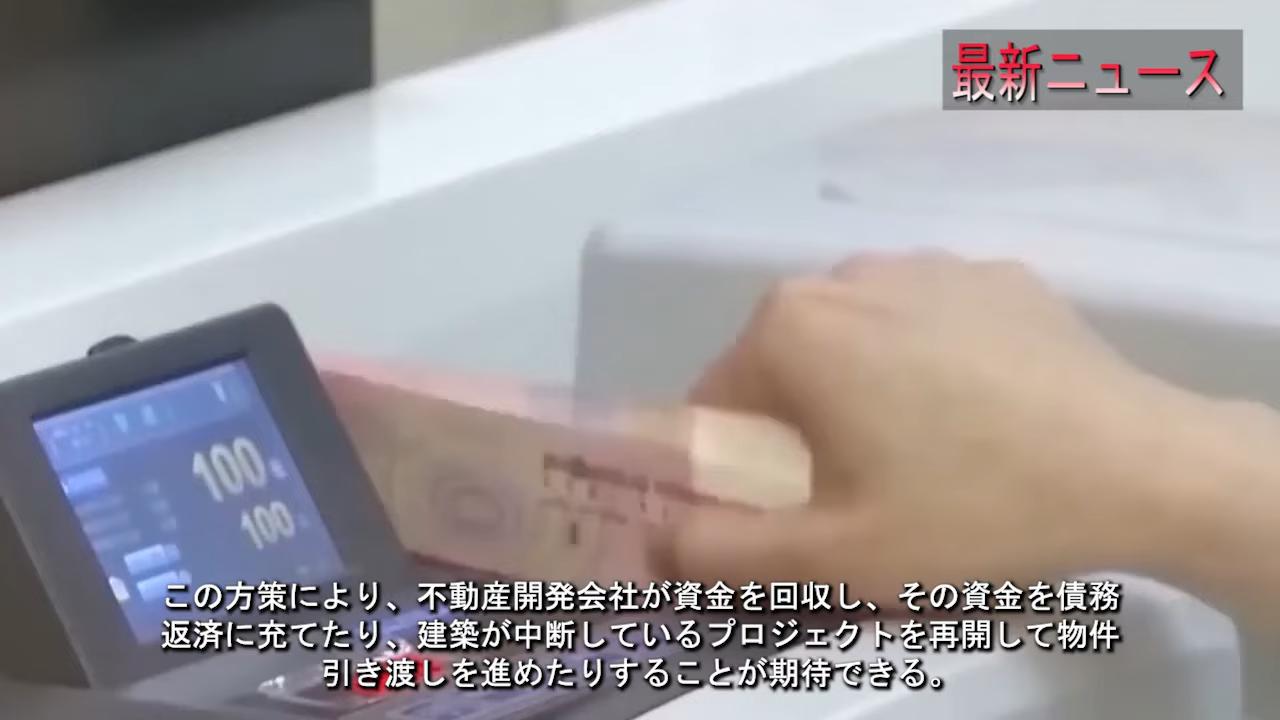 最新ニュース
100
100
この方策により、不動産開発会社が資金を回収し、その資金を債務
返済に充てたり、建築が中断しているプロジェクトを再開して物件
引き渡しを進めたりすることが期待できる。